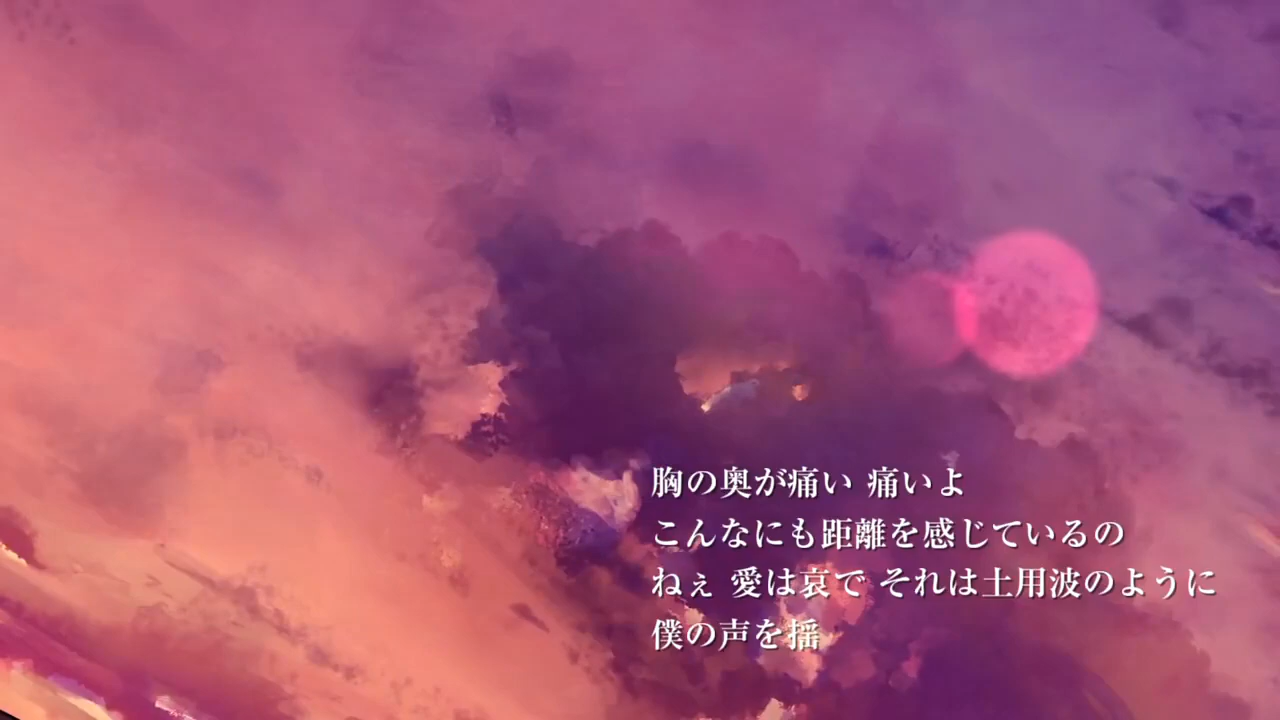 胸の奥が痛い 痛いよ
こんなにも距離を感じているの
ねぇ 愛は哀で それは土用波のように
僕の声を揺